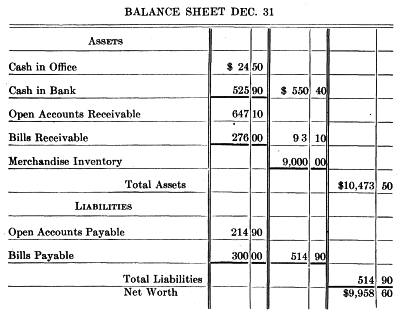 BALANCE SHEET DEC. 31
ASSETS
Cash in Office $ 24 50
Cash in Bank 525 90 $ 550 40
Open Accounts Receivable 647 10
Bills Receivable 276 00 9 3 10
Merchandise Inventory 9,000 00
Total Assets $10,473 50
LIABILITIES
Open Accounts Payable 214 90
Bills Payable 300 00 514 90
Total Liabilities 514 90
Net Worth $9,958 60